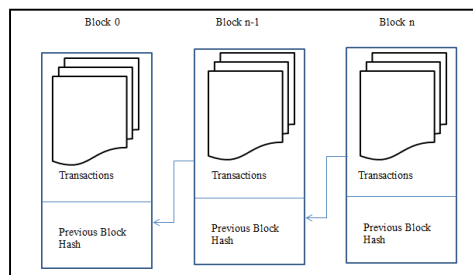 Block 0
Block n-1
Block n
Transactions
Transactions
Transactions
Previous Block
Hash
Previous Block
Hash
Previous Block
Hash